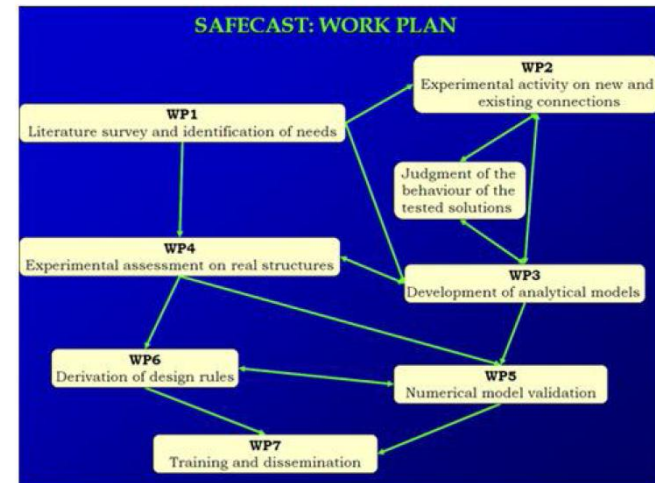 SAFECAST: WORK PLAN
WP2
Experimental activity on new and
existing connections
WP1
Literature survey and identification of needs
Judgment of the
behaviour of the
tested solutions
WP4
Experimental assessment on real structures
WP3
Development of analytical models
WP6
Derivation of design rules
WP5
Numerical model validation
WP7
Training and dissemination